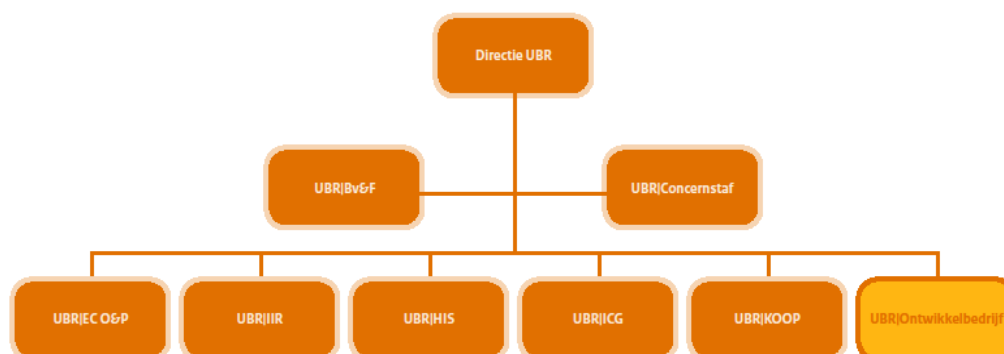 Directie UBR
UBR|Bv&F
UBR|Concernstaf
UBR|EC O&P
UBR|IIR
UBR|HIS
UBR|ICG
UBR|KOOP
UBR|Ontwikkelbedrijf